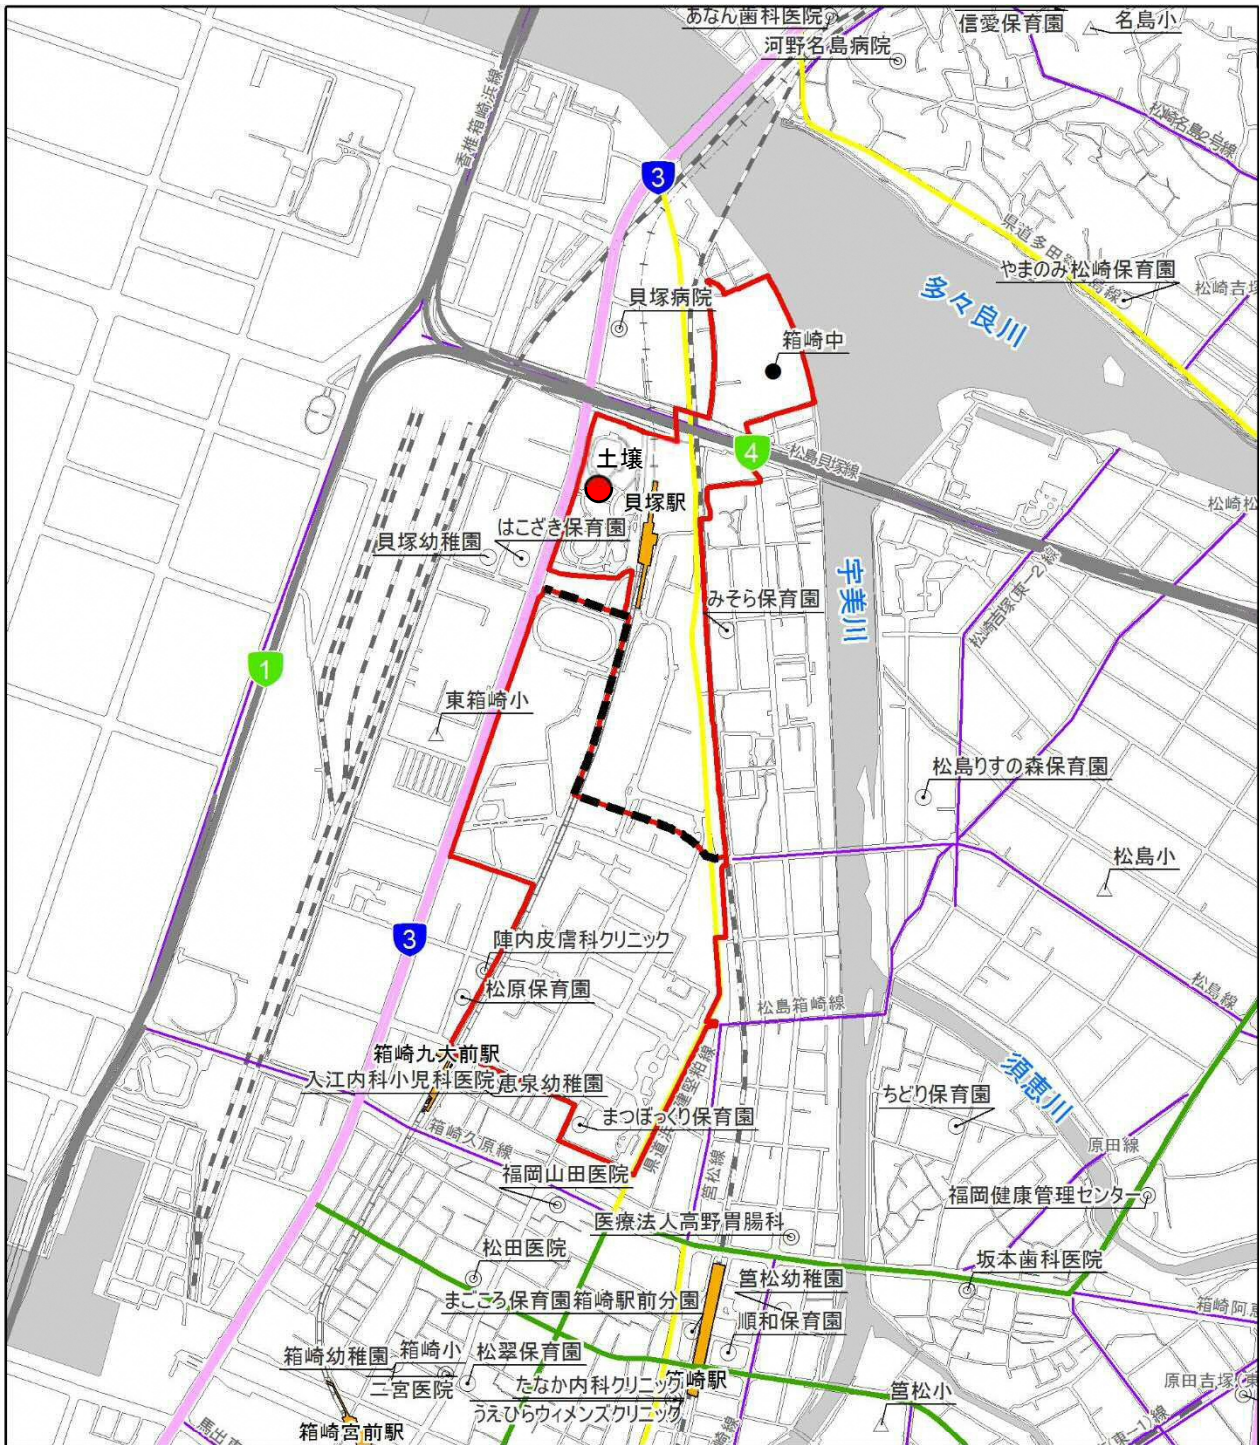 あなん歯科医院
信愛保育園
名島小
河野名島病院
香椎箱崎浜線
松崎名島2号線
3
やまのみ松崎保育園
多々良川
貝塚病院
箱崎中
4
松島貝塚線
土壌
貝塚駅
はこざき保育園
貝塚幼稚園
宇美川
松崎吉塚(東-2)線
みそら保育園
1
東箱崎小
松島りすの森保育園
松島小
3
陣内皮膚科クリニック
松原保育園
松島箱崎線
松島線
箱崎九大前駅
入江内科小児科医院
恵泉幼稚園
須恵川
ちどり保育園
まつぼっくり保育園
箱崎久原線
筥松線
原田線
福岡山田医院
福岡健康管理センター
医療法人高野胃腸科
松田医院
坂本歯科医院
筥松幼稚園
まごころ保育園箱崎駅前分園
順和保育園
箱崎幼稚園
箱崎小
松翠保育園
二宮医院
たなか内科クリニック
箱崎駅
うえひらウィメンズクリニック
筥松小
箱崎宮前駅